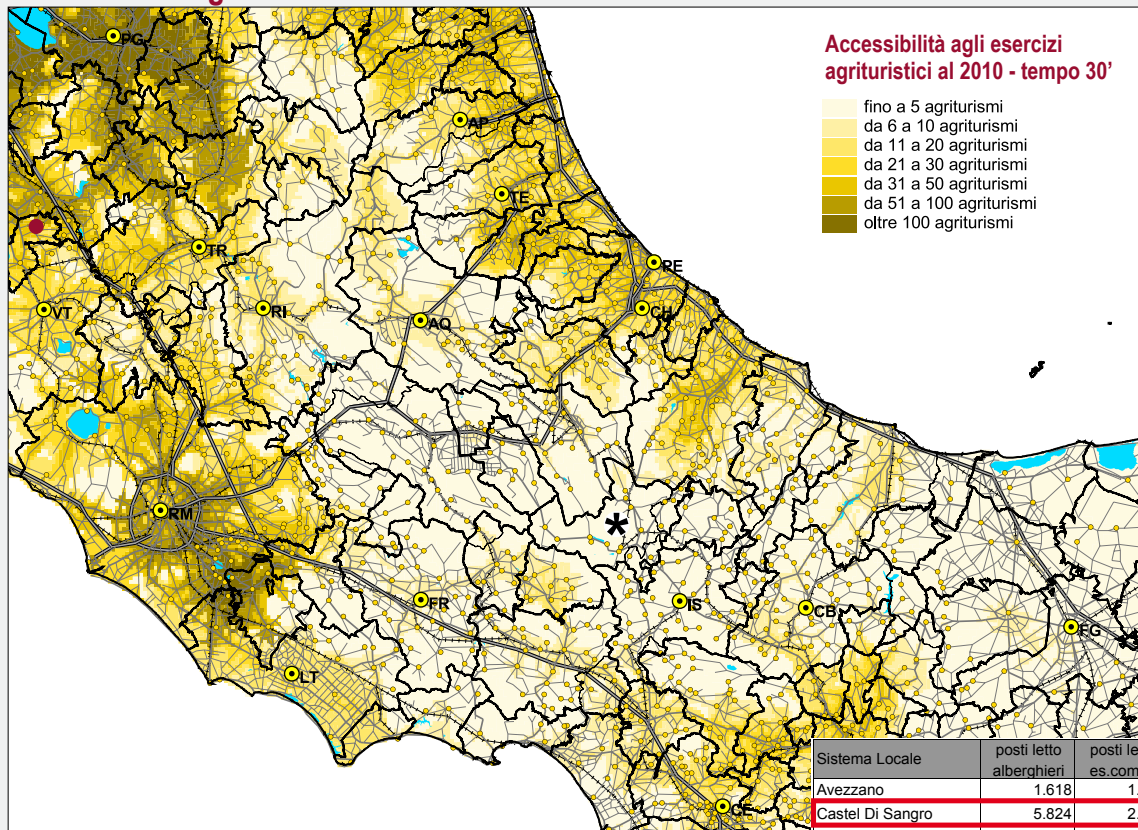 Accessibilità agli esercizi
agrituristici al 2010 - tempo 30’
fino a 5 agriturismi
da 6 a 10 agriturismi
da 11 a 20 agriturismi
da 21 a 30 agriturismi
da 31 a 50 agriturismi
da 51 a 100 agriturismi
oltre 100 agriturismi
PG
AP
TE
TR
PE
VT
RI
AQ
CH
RM
*
FR
IS
CB
FG
LT
CE
Sistema Locale posti letto alberghieri
Avezzano 1.618
Castel Di Sangro 5.824